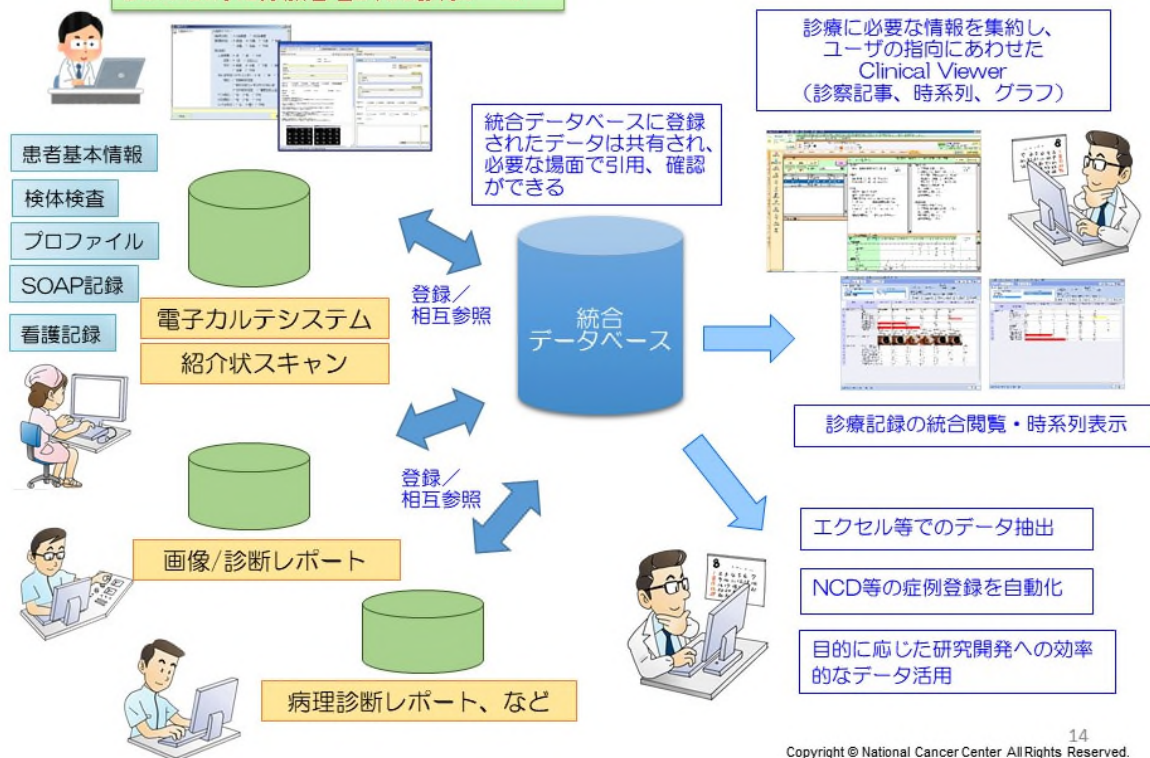 診療に必要な情報を集約し、
ユーザの指向にあわせた
Clinical Viewer
（診察記事、時系列、グラフ）
統合データベースに登録
されたデータは共有され、
必要な場面で引用、確認
ができる
患者基本情報
検体検査
プロファイル
SOAP記録
看護記録
電子カルテシステム
紹介状スキャン
登録／
相互参照
統合
データベース
診療記録の統合閲覧・時系列表示
登録／
相互参照
画像/診断レポート
病理診断レポート、など
エクセル等でのデータ抽出
NCD等の症例登録を自動化
目的に応じた研究開発への効率
的なデータ活用
14
Copyright © National Cancer Center All Rights Reserved.